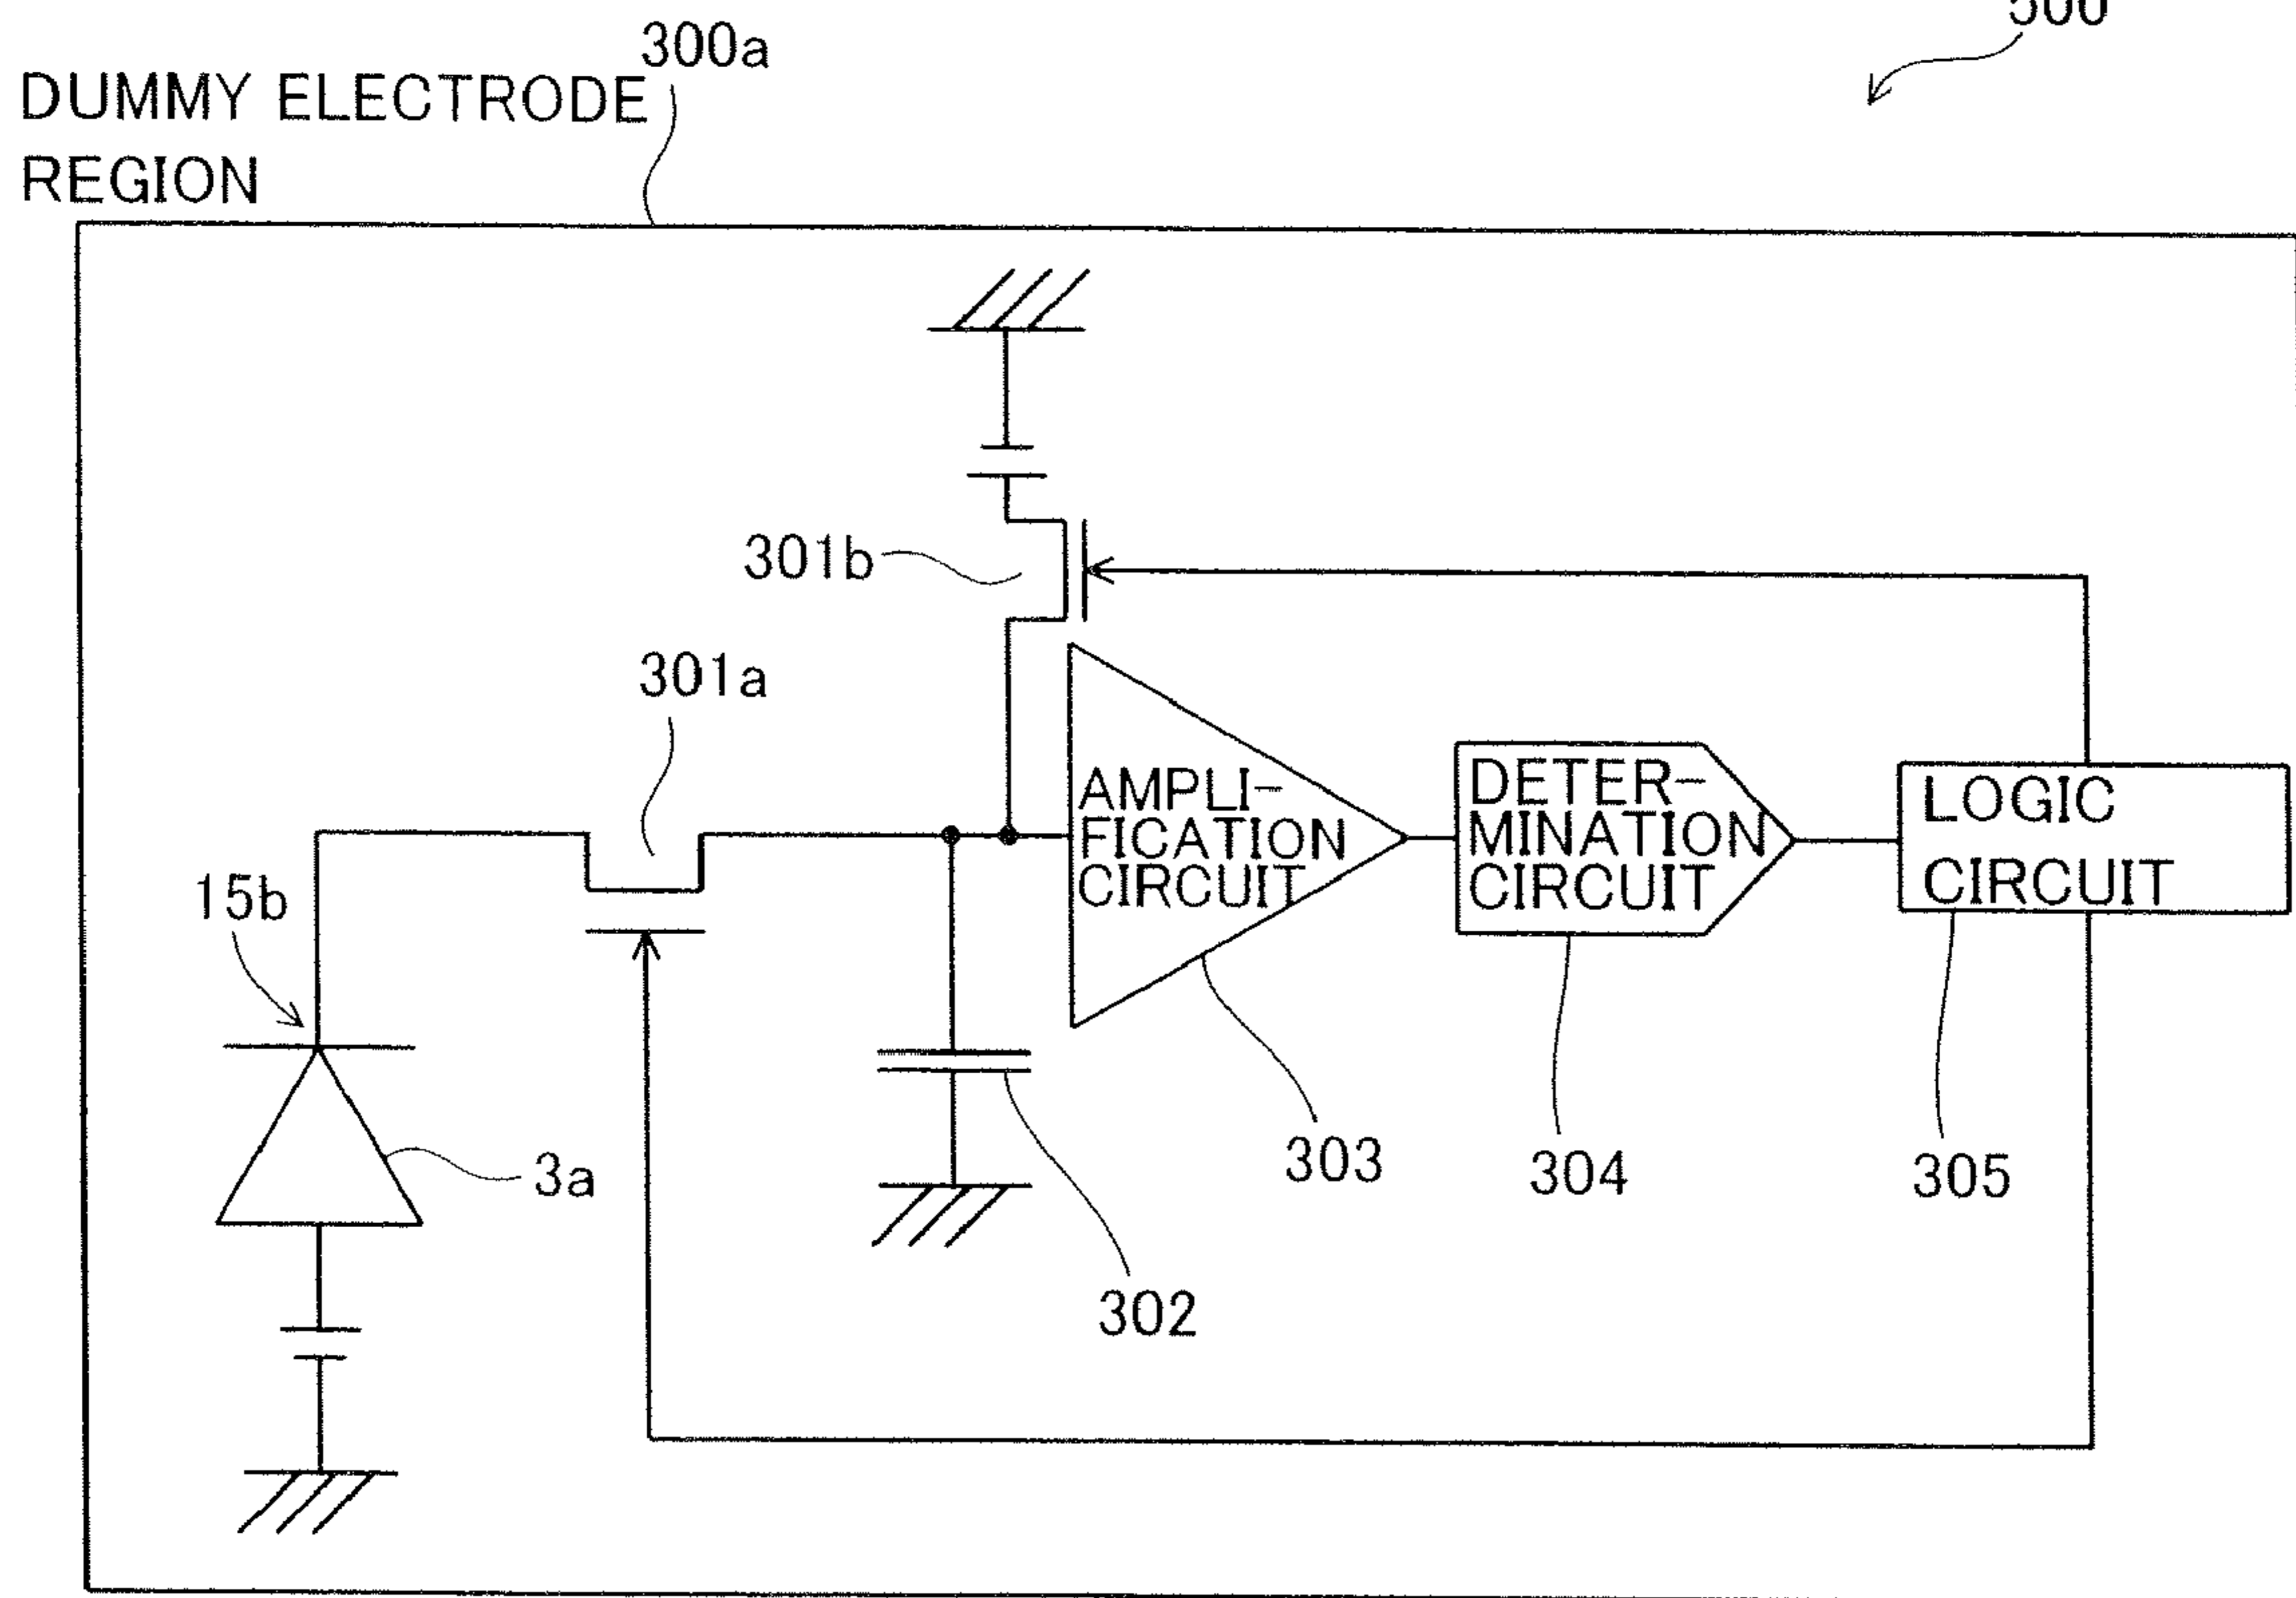 300a
DUMMY ELECTRODE
REGION
301b
301a
AMPLI-
FICATION
CIRCUIT
DETER-
MINATION
CIRCUIT
LOGIC
CIRCUIT
15b
3a
303
304
305
302